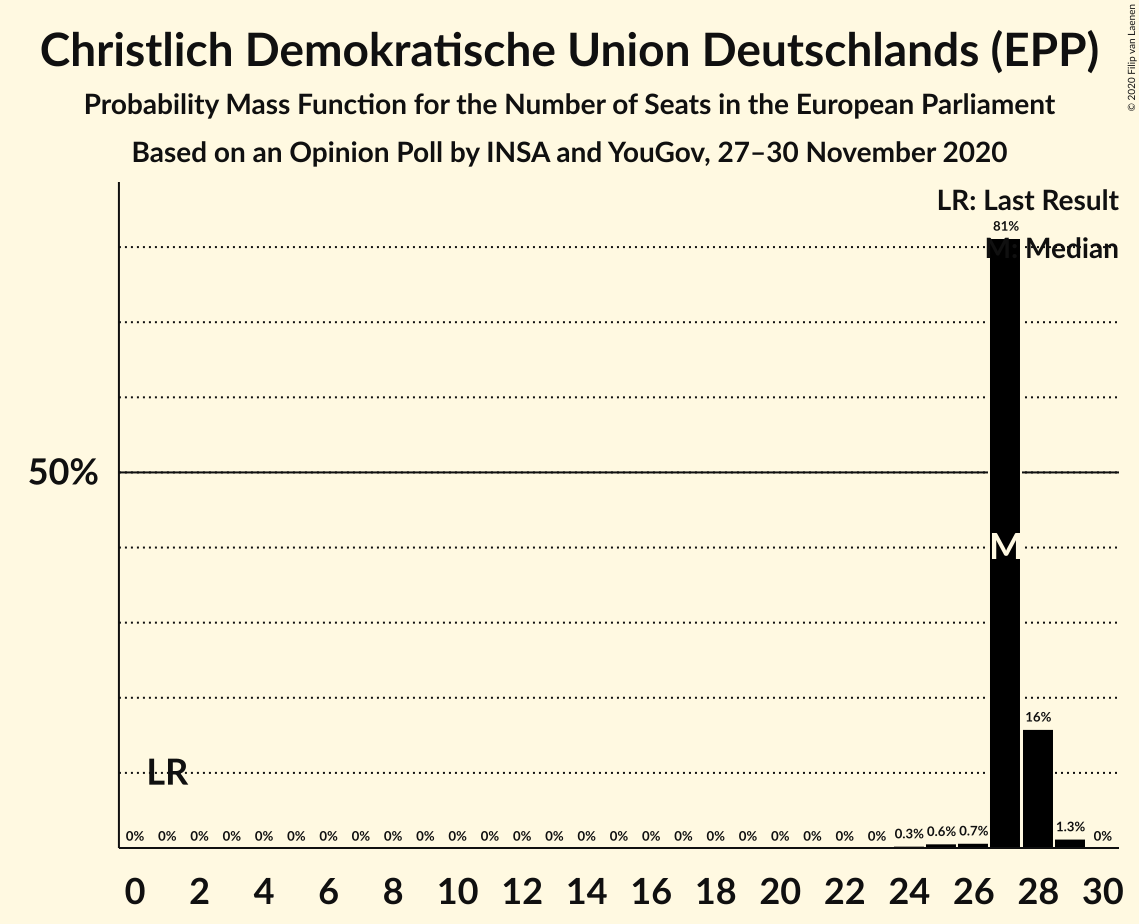 Christlich Demokratische Union Deutschlands (EPP)
Probability Mass Function for the Number of Seats in the European Parliament
Based on an Opinion Poll by INSA and YouGov, 27–30 November 2020
© 2020 Filip van Laenen
LR: Last Result
81%
M: Median
50%
M
16%
LR
0% 0% 0% 0% 0% 0% 0% 0% 0% 0% 0% 0% 0% 0% 0% 0% 0% 0% 0% 0% 0% 0% 0% 0% 0.3% 0.6% 0.7% 1.3% 0%
0 2 4 6 8 10 12 14 16 18 20 22 24 26 28 30